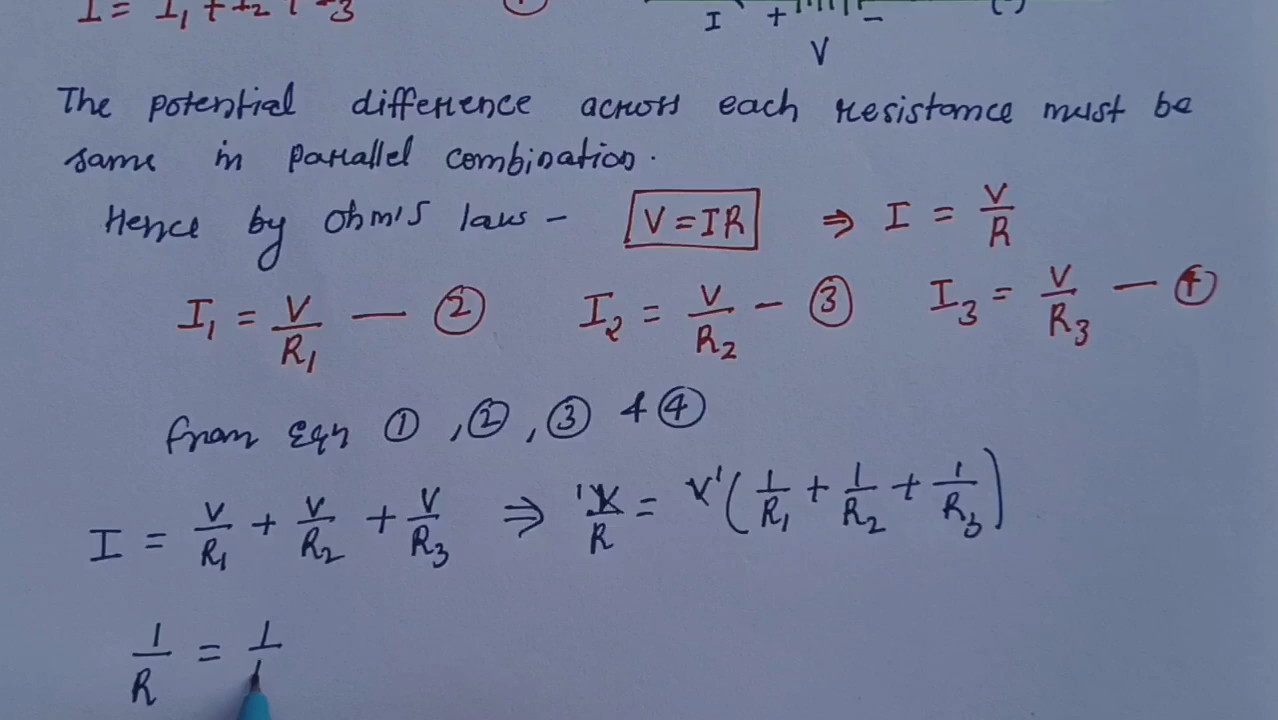 I = I₁ + I₂ + I₃ ①
I + − (·)
V
The potential difference across each resistance must be
same in parallel combination.
Hence by ohm's law – V = IR ⇒ I = V/R
I₁ = V/R₁ — ② I₂ = V/R₂ – ③ I₃ = V/R₃ — ④
from Eqn ①, ②, ③ & ④
I = V/R₁ + V/R₂ + V/R₃ ⇒ V/R = V(1/R₁ + 1/R₂ + 1/R₃)
1/R = 1/